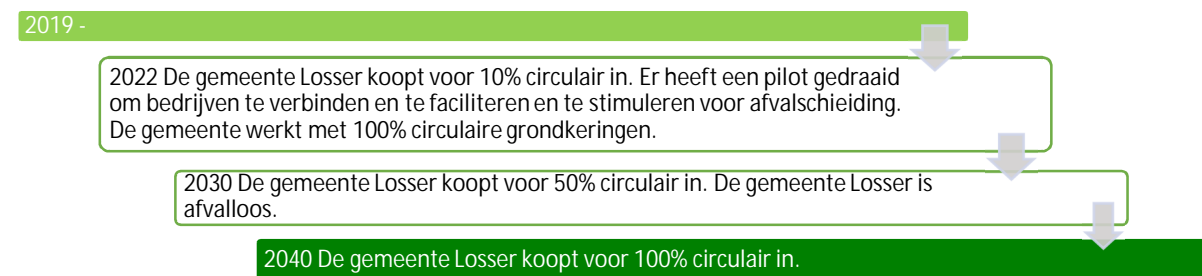 2019 -
2022 De gemeente Losser koopt voor 10% circulair in. Er heeft een pilot gedraaid
om bedrijven te verbinden en te faciliteren en te stimuleren voor afvalschieiding.
De gemeente werkt met 100% circulaire grondkeringen.
2030 De gemeente Losser koopt voor 50% circulair in. De gemeente Losser is
afvalloos.
2040 De gemeente Losser koopt voor 100% circulair in.